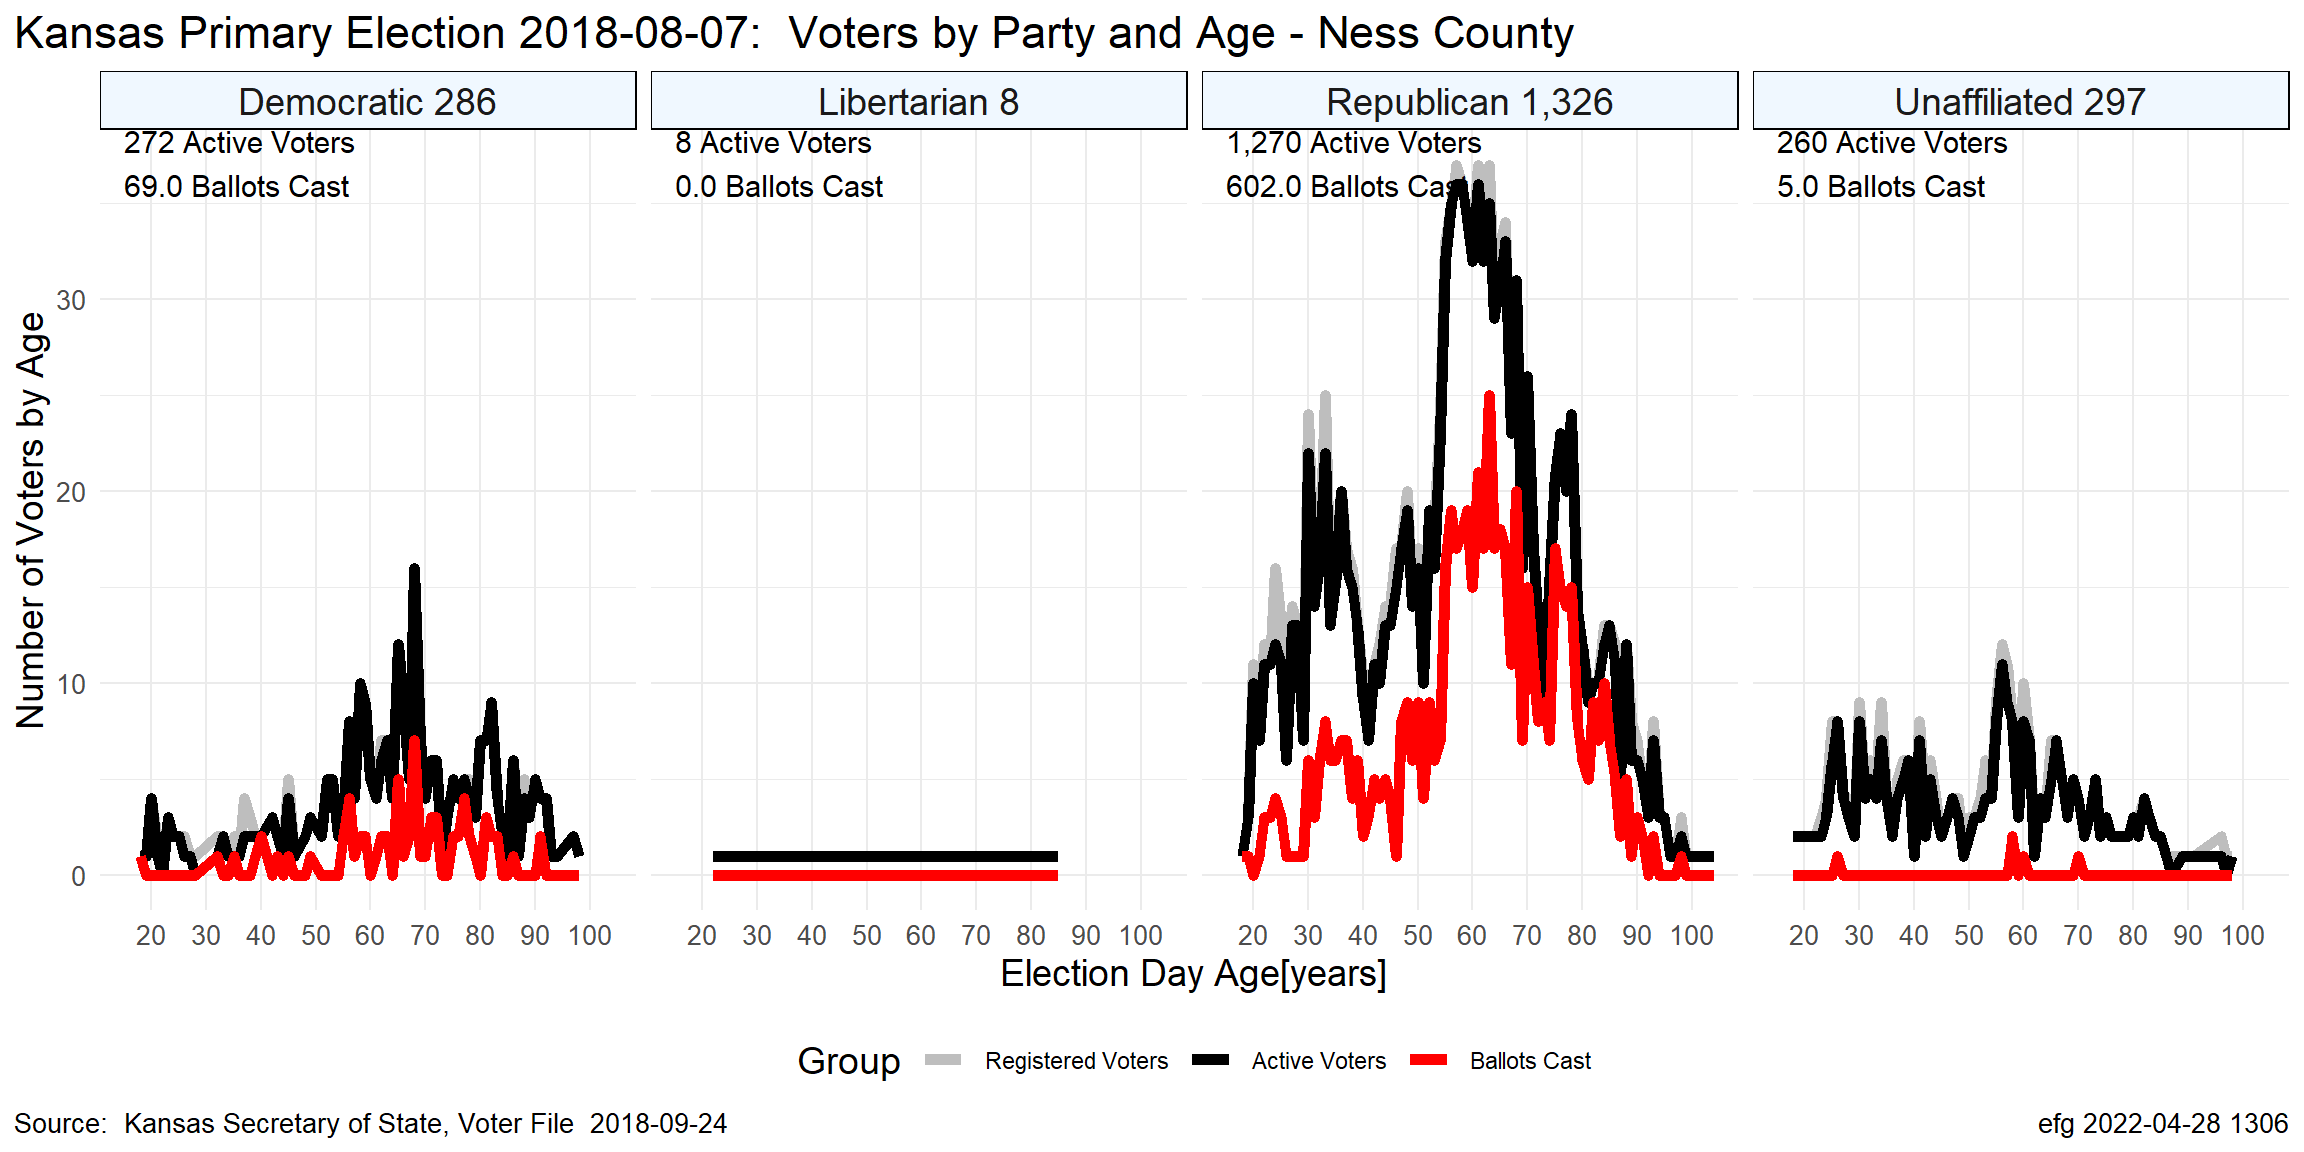 Kansas Primary Election 2018-08-07:  Voters by Party and Age - Ness County
Democratic 286
Libertarian 8
Republican 1,326
Unaffiliated 297
272 Active Voters
69.0 Ballots Cast
8 Active Voters
0.0 Ballots Cast
1,270 Active Voters
602.0 Ballots Cast
260 Active Voters
5.0 Ballots Cast
Number of Voters by Age
30
20
10
0
20 30 40 50 60 70 80 90 100
20 30 40 50 60 70 80 90 100
20 30 40 50 60 70 80 90 100
20 30 40 50 60 70 80 90 100
Election Day Age[years]
Group Registered Voters Active Voters Ballots Cast
Source:  Kansas Secretary of State, Voter File  2018-09-24
efg 2022-04-28 1306